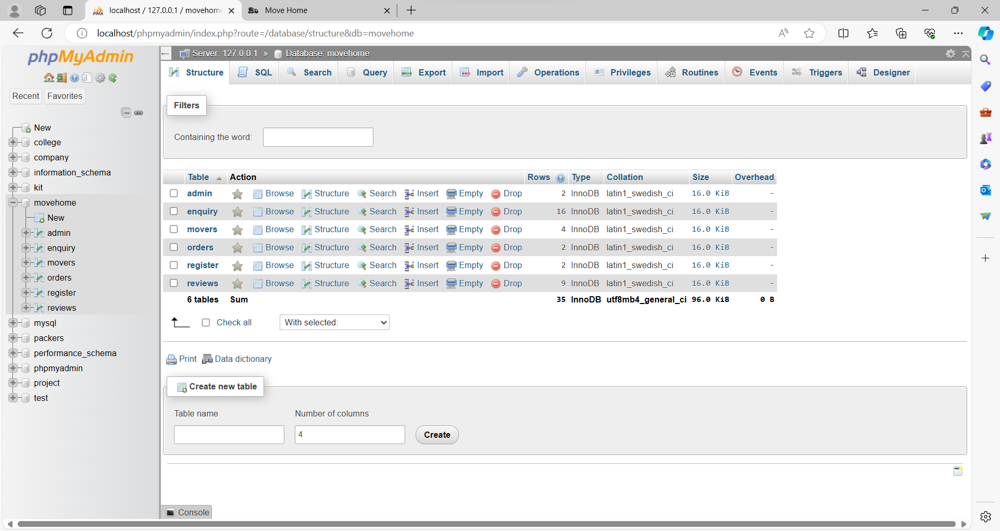 localhost / 127.0.0.1 / movehome
Move Home
localhost/phpmyadmin/index.php?route=/database/structure&db=movehome
phpMyAdmin
Recent Favorites
New
college
company
information_schema
kit
movehome
New
admin
enquiry
movers
orders
register
reviews
mysql
packers
performance_schema
phpmyadmin
project
test
Server: 127.0.0.1 » Database: movehome
Structure SQL Search Query Export Import Operations Privileges Routines Events Triggers Designer
Filters
Containing the word:
Table Action Rows Type Collation Size Overhead
admin Browse Structure Search Insert Empty Drop 2 InnoDB latin1_swedish_ci 16.0 KiB -
enquiry Browse Structure Search Insert Empty Drop 16 InnoDB latin1_swedish_ci 16.0 KiB -
movers Browse Structure Search Insert Empty Drop 4 InnoDB latin1_swedish_ci 16.0 KiB -
orders Browse Structure Search Insert Empty Drop 2 InnoDB latin1_swedish_ci 16.0 KiB -
register Browse Structure Search Insert Empty Drop 2 InnoDB latin1_swedish_ci 16.0 KiB -
reviews Browse Structure Search Insert Empty Drop 9 InnoDB latin1_swedish_ci 16.0 KiB -
6 tables Sum 35 InnoDB utf8mb4_general_ci 96.0 KiB 0 B
Check all With selected:
Print Data dictionary
Create new table
Table name Number of columns
4 Create
Console